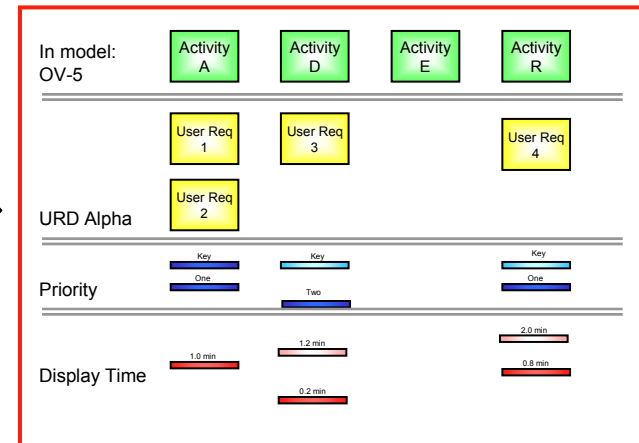 In model:
OV-5
Activity
A
Activity
D
Activity
E
Activity
R
User Req
1
User Req
3
User Req
4
User Req
2
URD Alpha
Key
Key
Key
One
One
Two
Priority
1.0 min
1.2 min
2.0 min
0.8 min
0.2 min
Display Time